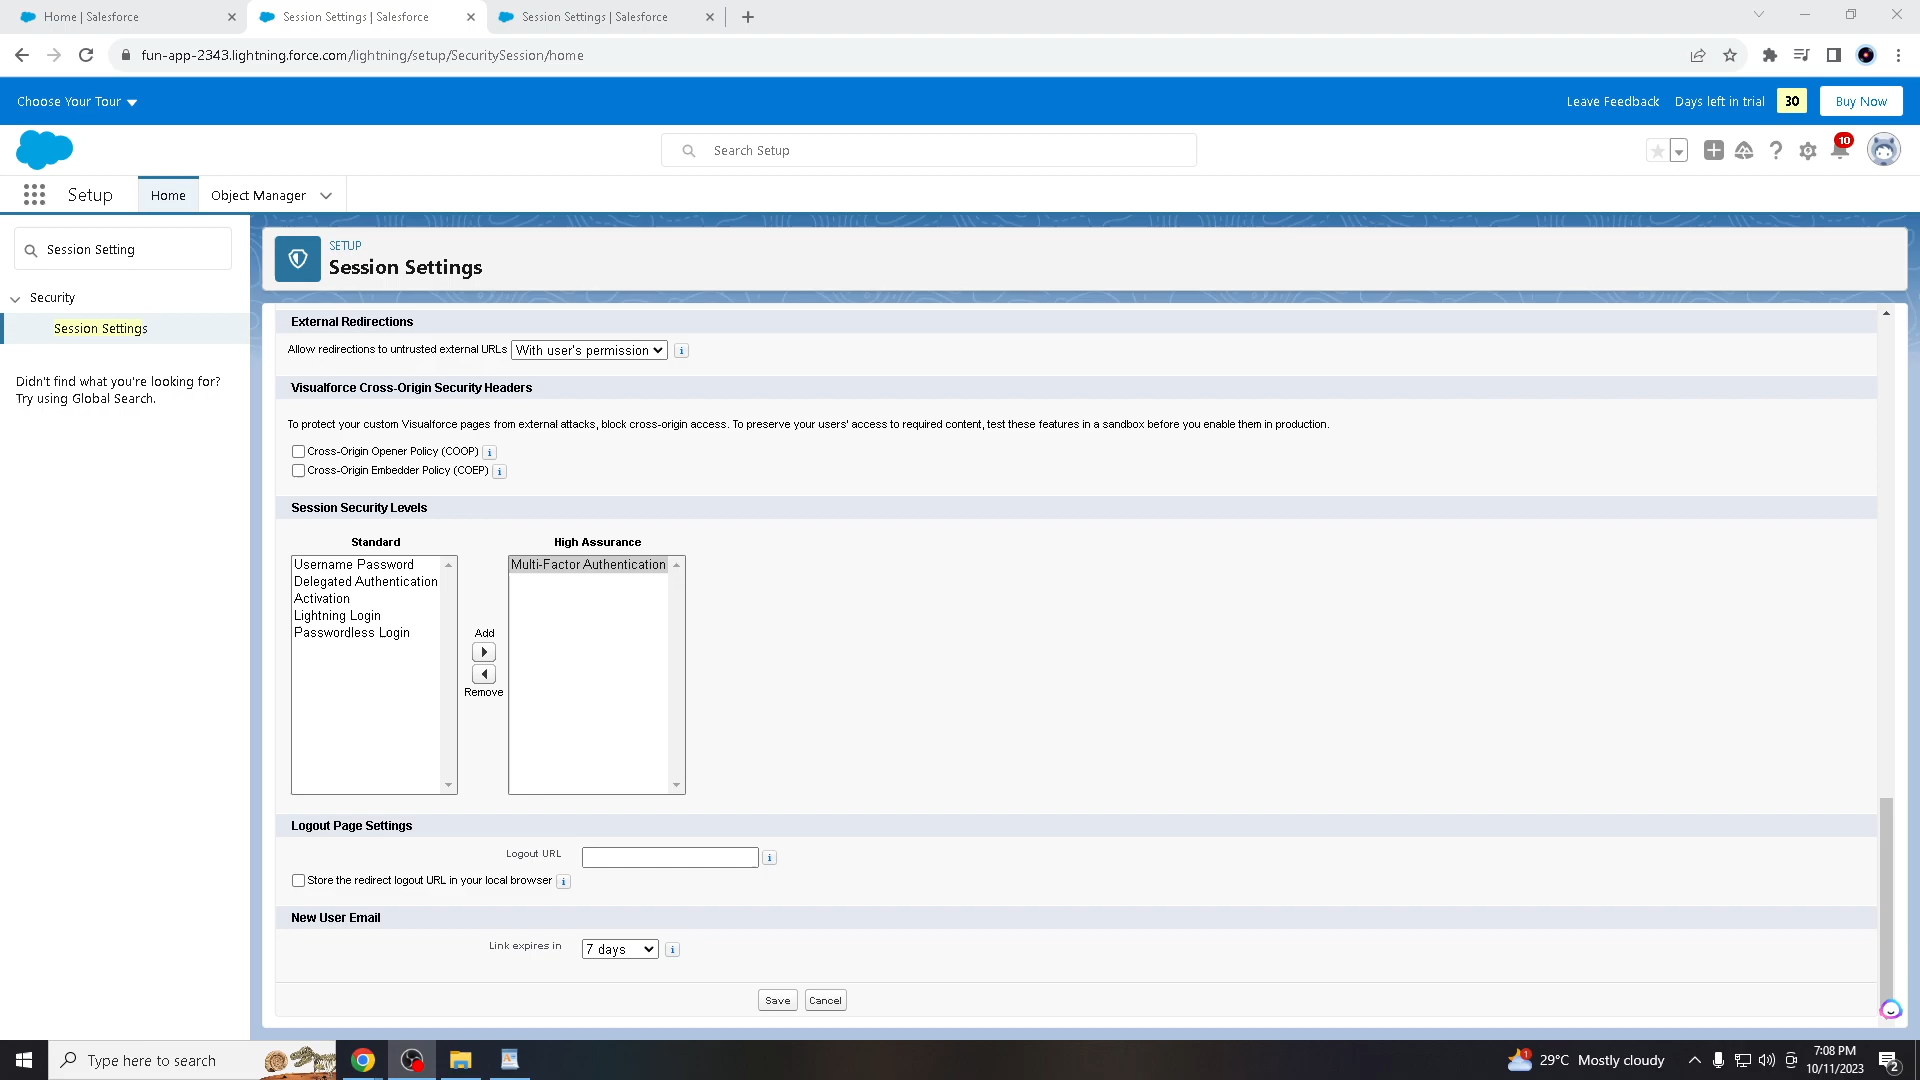 Home | Salesforce
Session Settings | Salesforce
Session Settings | Salesforce
fun-app-2343.lightning.force.com/lightning/setup/SecuritySession/home
Choose Your Tour
Leave Feedback
Days left in trial
30
Buy Now
Search Setup
10
Setup
Home
Object Manager
Session Setting
Security
Session Settings
Didn't find what you're looking for?
Try using Global Search.
SETUP
Session Settings
External Redirections
Allow redirections to untrusted external URLs With user's permission
Visualforce Cross-Origin Security Headers
To protect your custom Visualforce pages from external attacks, block cross-origin access. To preserve your users' access to required content, test these features in a sandbox before you enable them in production.
Cross-Origin Opener Policy (COOP)
Cross-Origin Embedder Policy (COEP)
Session Security Levels
Standard
High Assurance
Username Password
Delegated Authentication
Activation
Lightning Login
Passwordless Login
Add
Remove
Multi-Factor Authentication
Logout Page Settings
Logout URL
Store the redirect logout URL in your local browser
New User Email
Link expires in 7 days
Save
Cancel
Type here to search
1
29°C Mostly cloudy
7:08 PM
10/11/2023
2